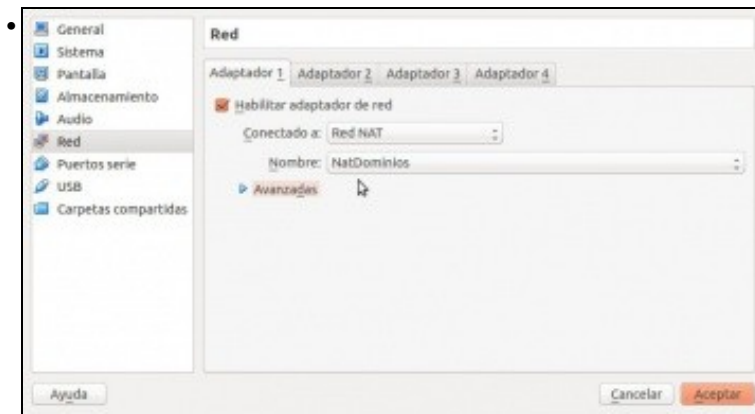 General
Sistema
Pantalla
Almacenamiento
Audio
Red
Puertos serie
USB
Carpetas compartidas
Red
Adaptador 1 Adaptador 2 Adaptador 3 Adaptador 4
Habilitar adaptador de red
Conectado a: Red NAT
Nombre: NatDominios
Avanzadas
Ayuda
Cancelar Aceptar